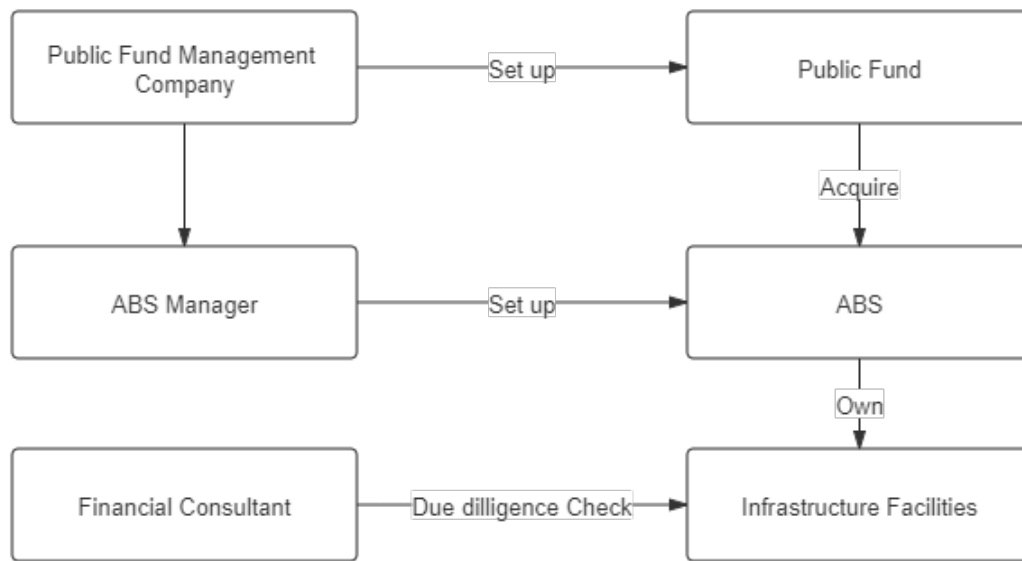 Public Fund Management
Company
Set up
Public Fund
Acquire
ABS Manager
Set up
ABS
Own
Financial Consultant
Due dilligence Check
Infrastructure Facilities